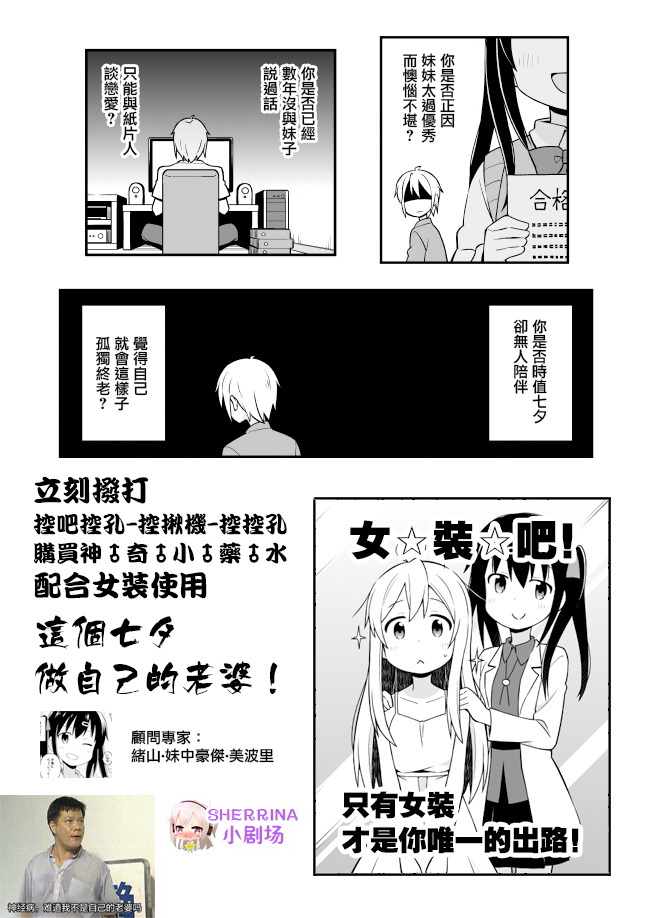 你是否正因
妹妹太過優秀
而懊惱不堪？
合格
你是否已經
數年沒與妹子
説過話
只能與紙片人
談戀愛？
你是否時值七夕
卻無人陪伴
覺得自己
就會這樣子
孤獨終老？
立刻撥打
控吧控孔-控揪機-控控孔
購買神♂奇♂小♂藥♂水
配合女裝使用
這個七夕
做自己的老婆！
顧問專家：
緒山·妹中豪傑·美波里
女☆裝☆吧！
只有女裝
才是你唯一的出路！
SHERRINA
小剧场
神经病，难道我不是自己的老婆吗